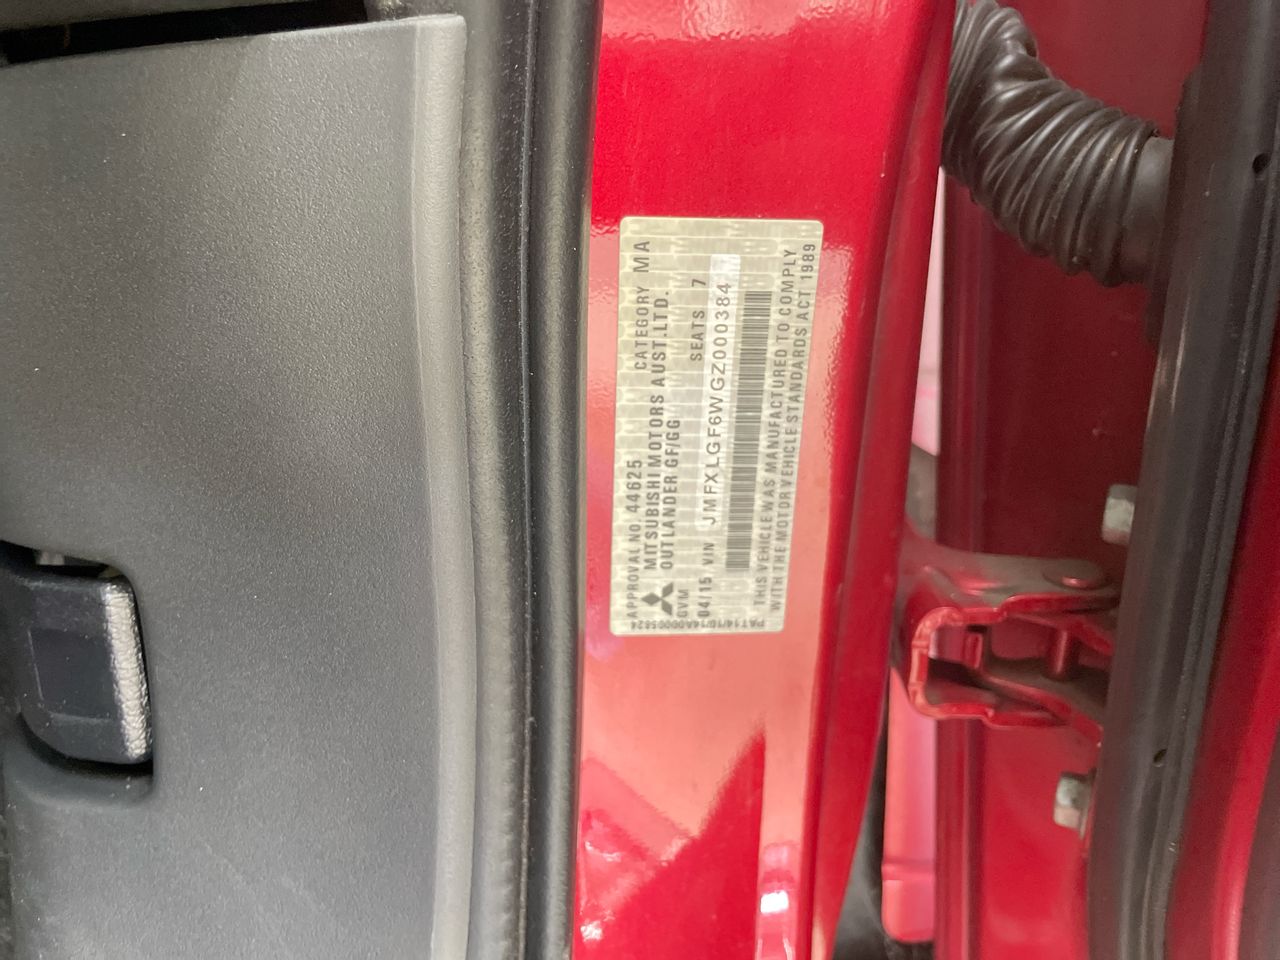 APPROVAL NO. 44625 CATEGORY MA
MITSUBISHI MOTORS AUST.LTD.
OUTLANDER GF/GG
GVM SEATS 7
04/15 VIN JMFXLGF6WGZ000384
THIS VEHICLE WAS MANUFACTURED TO COMPLY
WITH THE MOTOR VEHICLE STANDARDS ACT 1989